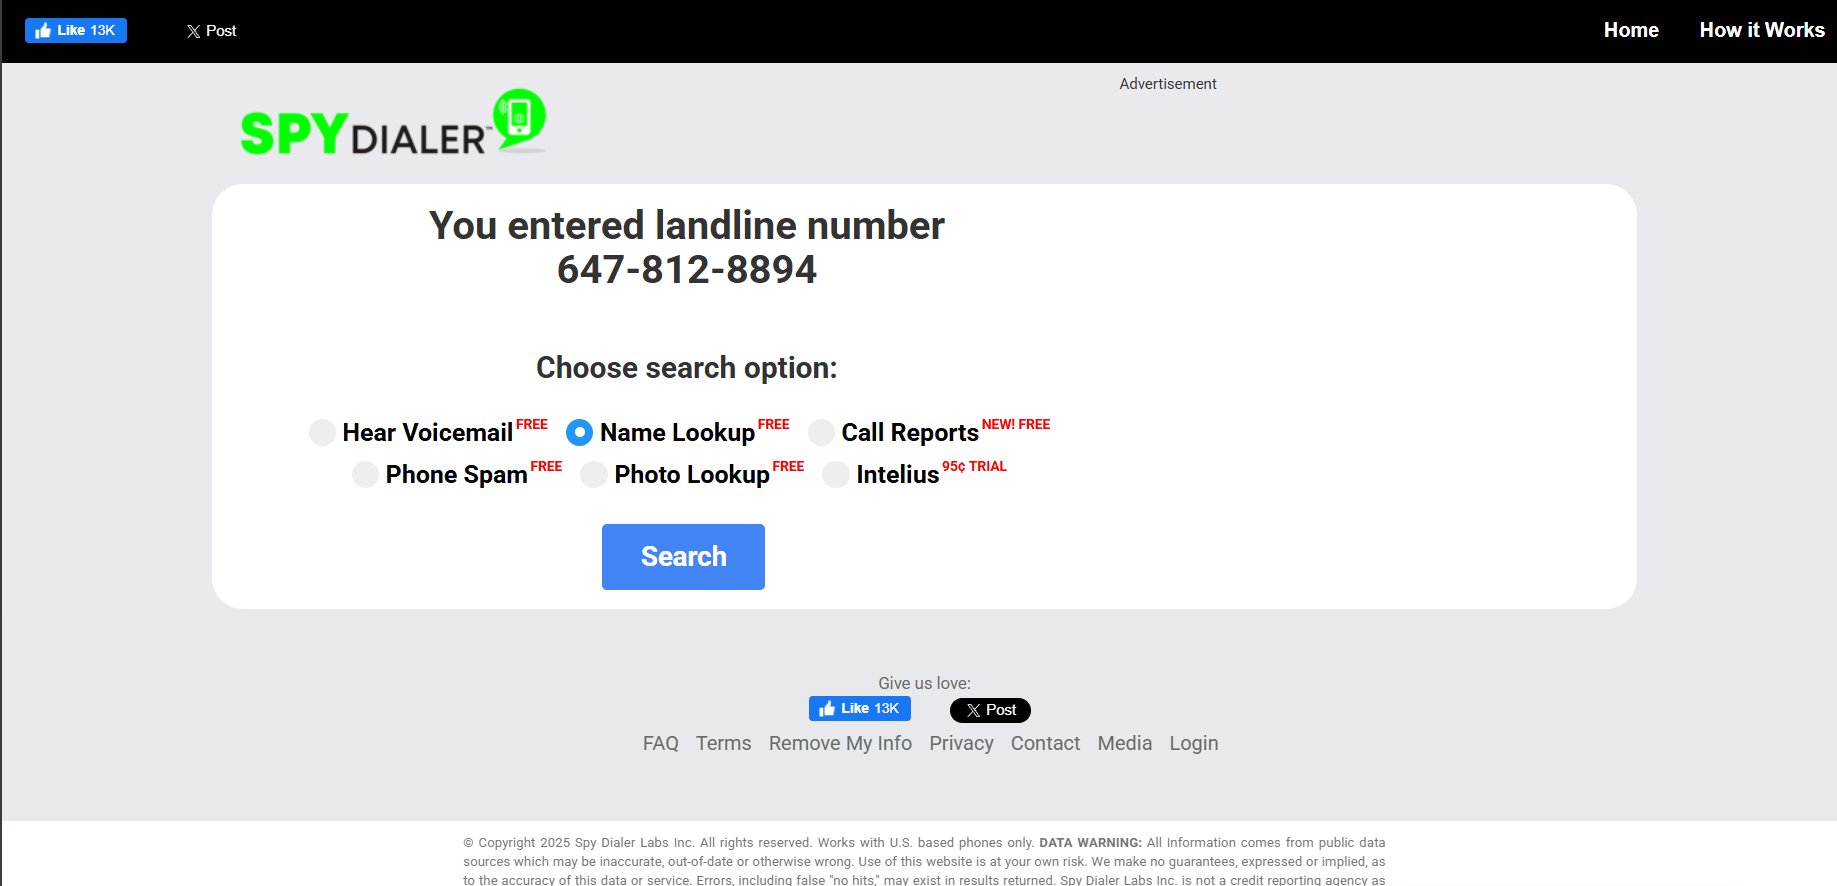 Like 13K
Post
Home
How it Works
Advertisement
SPYDIALER™
You entered landline number
647-812-8894
Choose search option:
Hear Voicemail FREE Name Lookup FREE Call Reports NEW! FREE
Phone Spam FREE Photo Lookup FREE Intelius 95¢ TRIAL
Search
Give us love:
Like 13K
Post
FAQ Terms Remove My Info Privacy Contact Media Login
© Copyright 2025 Spy Dialer Labs Inc. All rights reserved. Works with U.S. based phones only. DATA WARNING: All Information comes from public data
sources which may be inaccurate, out-of-date or otherwise wrong. Use of this website is at your own risk. We make no guarantees, expressed or implied, as
to the accuracy of this data or service. Errors, including false "no hits," may exist in results returned. Spy Dialer Labs Inc. is not a credit reporting agency as